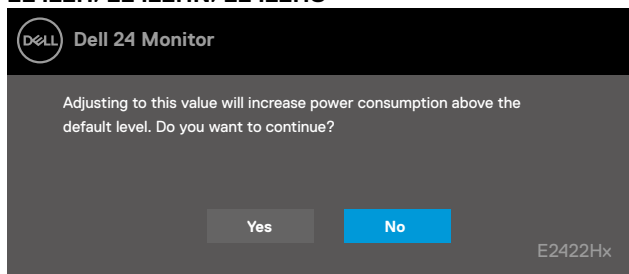 DELL Dell 24 Monitor
Adjusting to this value will increase power consumption above the
default level. Do you want to continue?
Yes No
E2422Hx